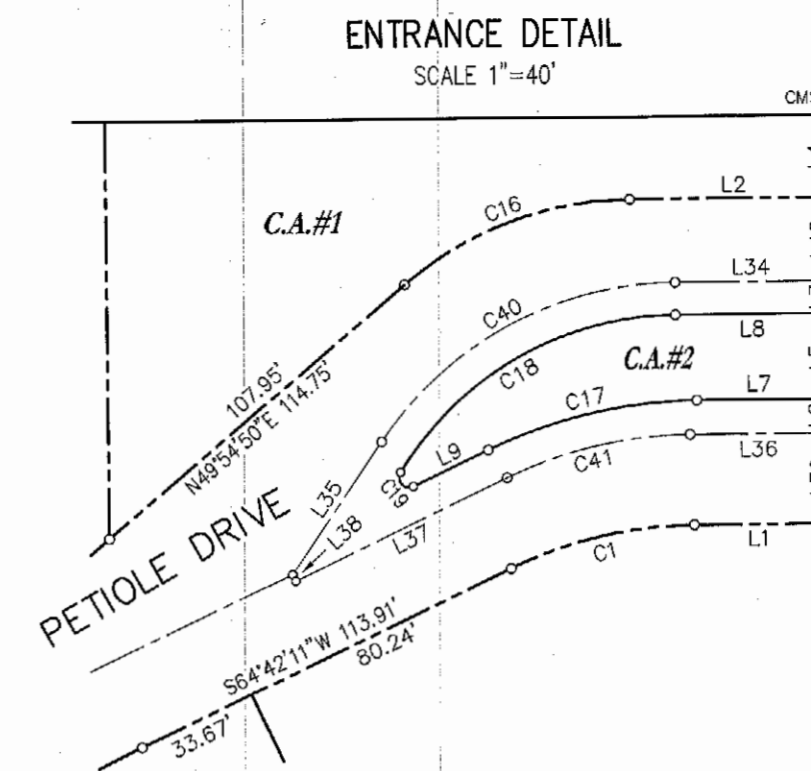 ENTRANCE DETAIL
SCALE 1"=40'
L2
C16
C.A.#1
L34
C40
L8
C.A.#2
C18
L7
107.95'
N49°54'50"E 114.75'
C17
L9
L36
C41
C19
L35
L38
L37
PETIOLE DRIVE
C1
L1
S64°42'11"W 113.91'
80.24'
33.67'